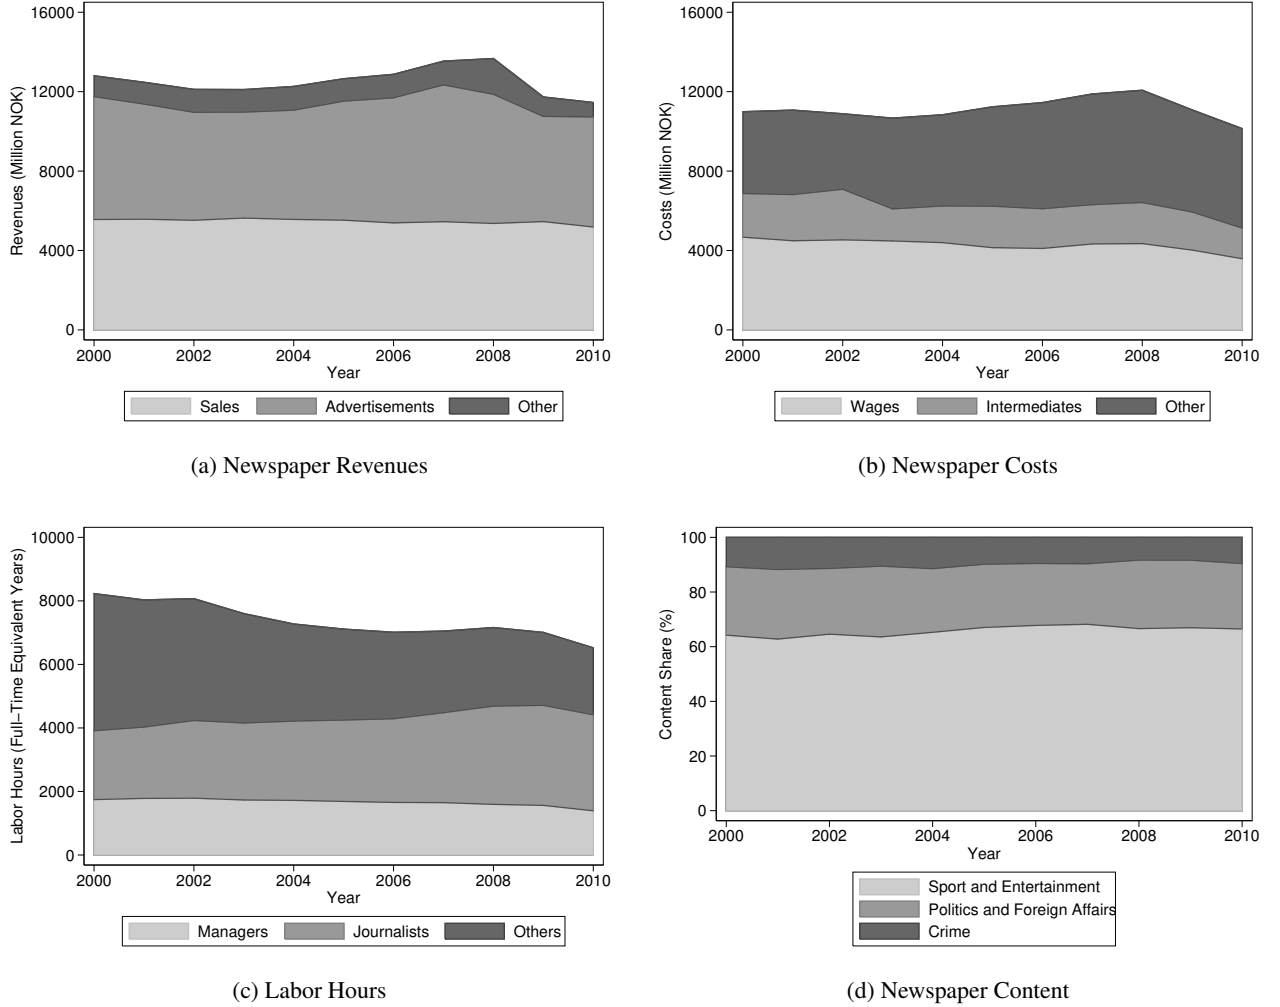 16000
12000
8000
4000
0
Revenues (Million NOK)
2000 2002 2004 2006 2008 2010
Year
Sales Advertisements Other
(a) Newspaper Revenues
16000
12000
8000
4000
0
Costs (Million NOK)
2000 2002 2004 2006 2008 2010
Year
Wages Intermediates Other
(b) Newspaper Costs
10000
8000
6000
4000
2000
0
Labor Hours (Full−Time Equivalent Years)
2000 2002 2004 2006 2008 2010
Year
Managers Journalists Others
(c) Labor Hours
100
80
60
40
20
0
Content Share (%)
2000 2002 2004 2006 2008 2010
Year
Sport and Entertainment
Politics and Foreign Affairs
Crime
(d) Newspaper Content